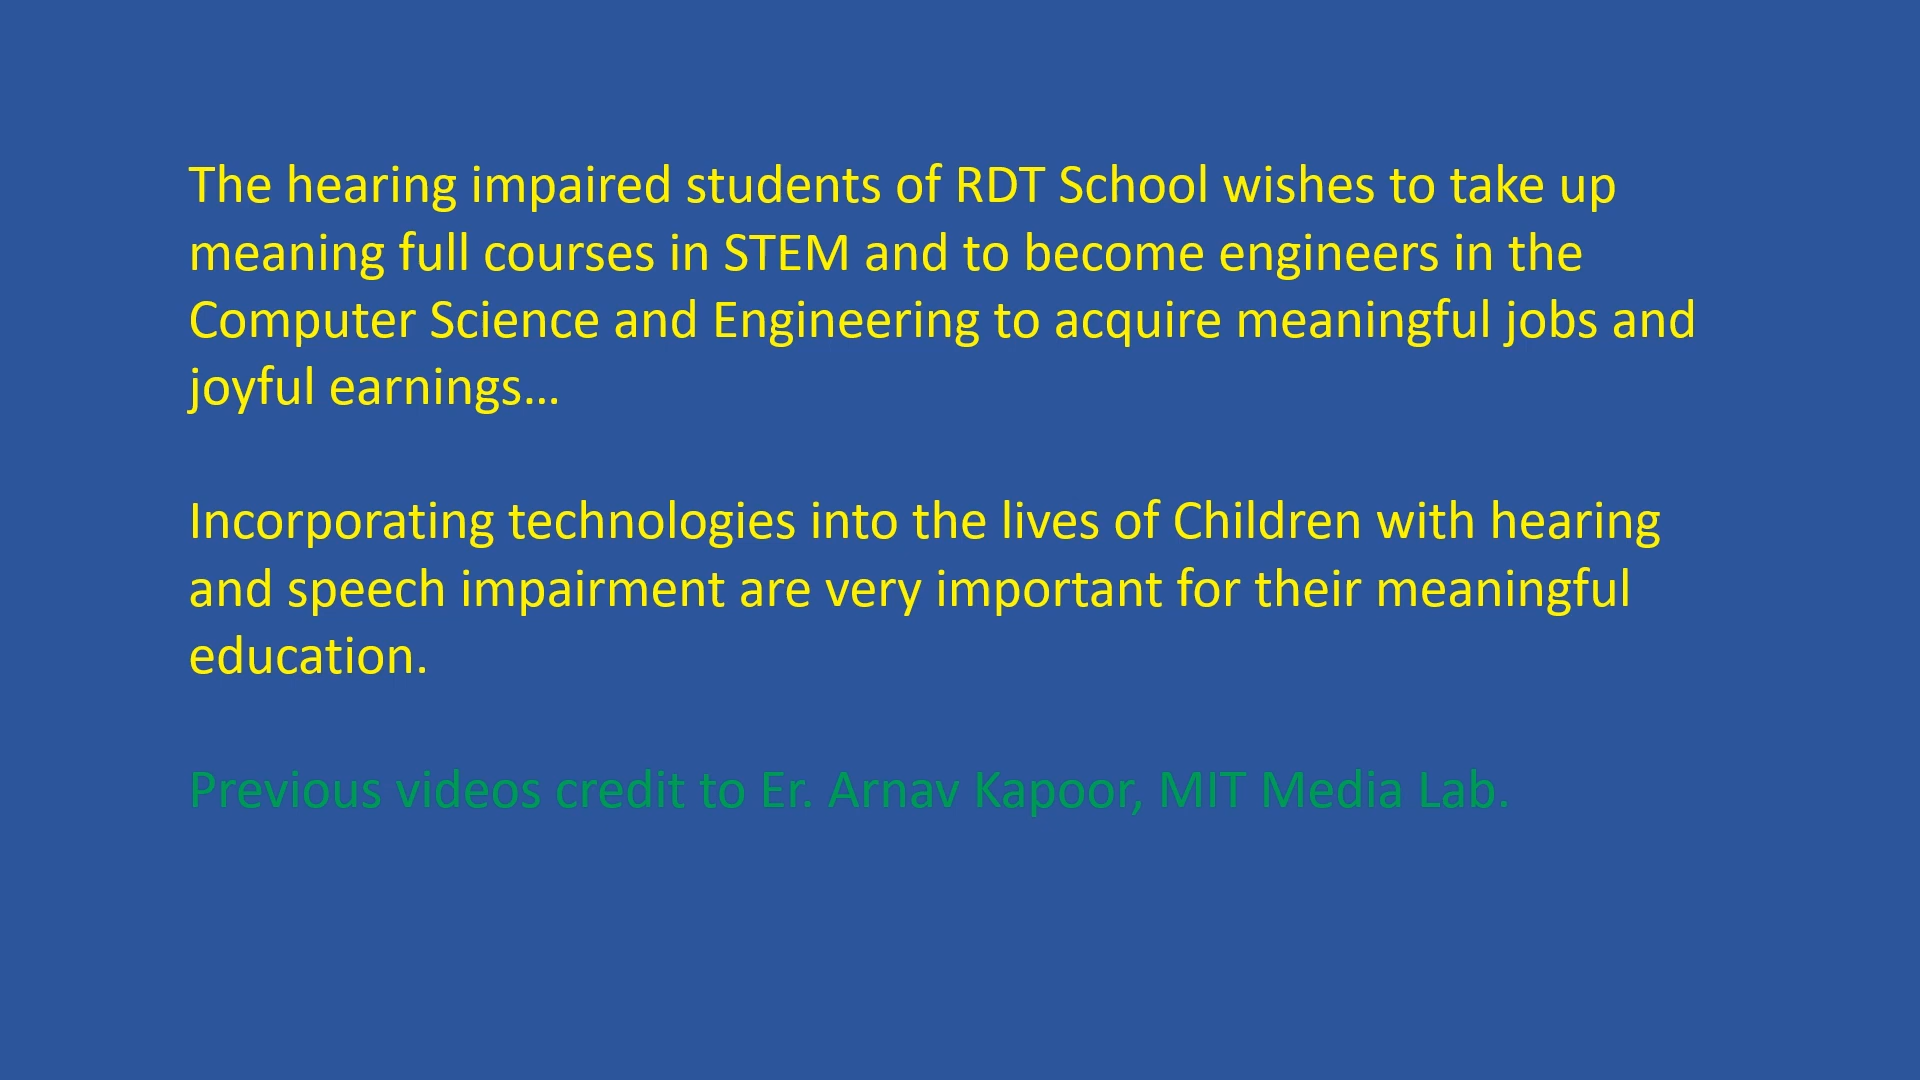 The hearing impaired students of RDT School wishes to take up
meaning full courses in STEM and to become engineers in the
Computer Science and Engineering to acquire meaningful jobs and
joyful earnings...
Incorporating technologies into the lives of Children with hearing
and speech impairment are very important for their meaningful
education.
Previous videos credit to Er. Arnav Kapoor, MIT Media Lab.